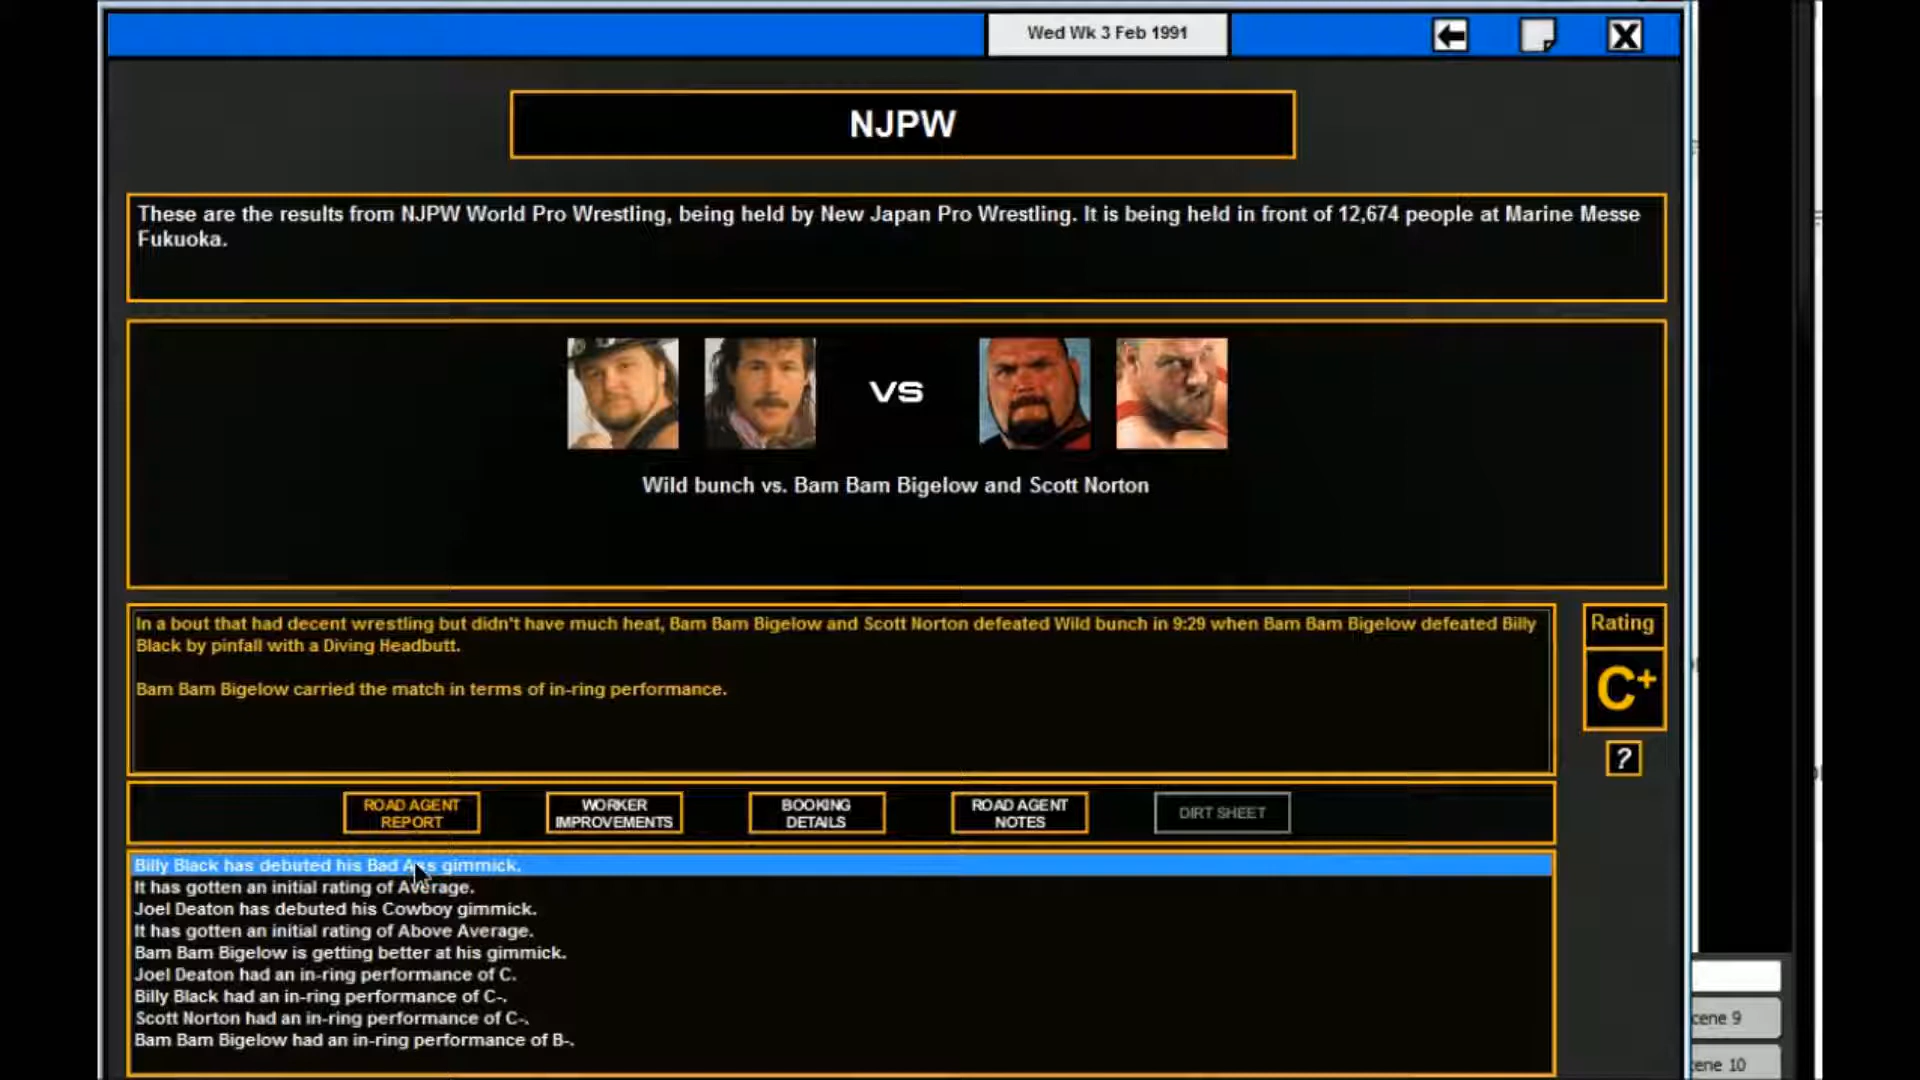 Wed Wk 3 Feb 1991
NJPW
These are the results from NJPW World Pro Wrestling, being held by New Japan Pro Wrestling. It is being held in front of 12,674 people at Marine Messe
Fukuoka.
VS
Wild bunch vs. Bam Bam Bigelow and Scott Norton
In a bout that had decent wrestling but didn't have much heat, Bam Bam Bigelow and Scott Norton defeated Wild bunch in 9:29 when Bam Bam Bigelow defeated Billy
Black by pinfall with a Diving Headbutt.
Bam Bam Bigelow carried the match in terms of in-ring performance.
Rating
C+
?
ROAD AGENT
REPORT
WORKER
IMPROVEMENTS
BOOKING
DETAILS
ROAD AGENT
NOTES
DIRT SHEET
Billy Black has debuted his Bad Ass gimmick.
It has gotten an initial rating of Average.
Joel Deaton has debuted his Cowboy gimmick.
It has gotten an initial rating of Above Average.
Bam Bam Bigelow is getting better at his gimmick.
Joel Deaton had an in-ring performance of C.
Billy Black had an in-ring performance of C-.
Scott Norton had an in-ring performance of C-.
Bam Bam Bigelow had an in-ring performance of B-.
cene 9
ene 10